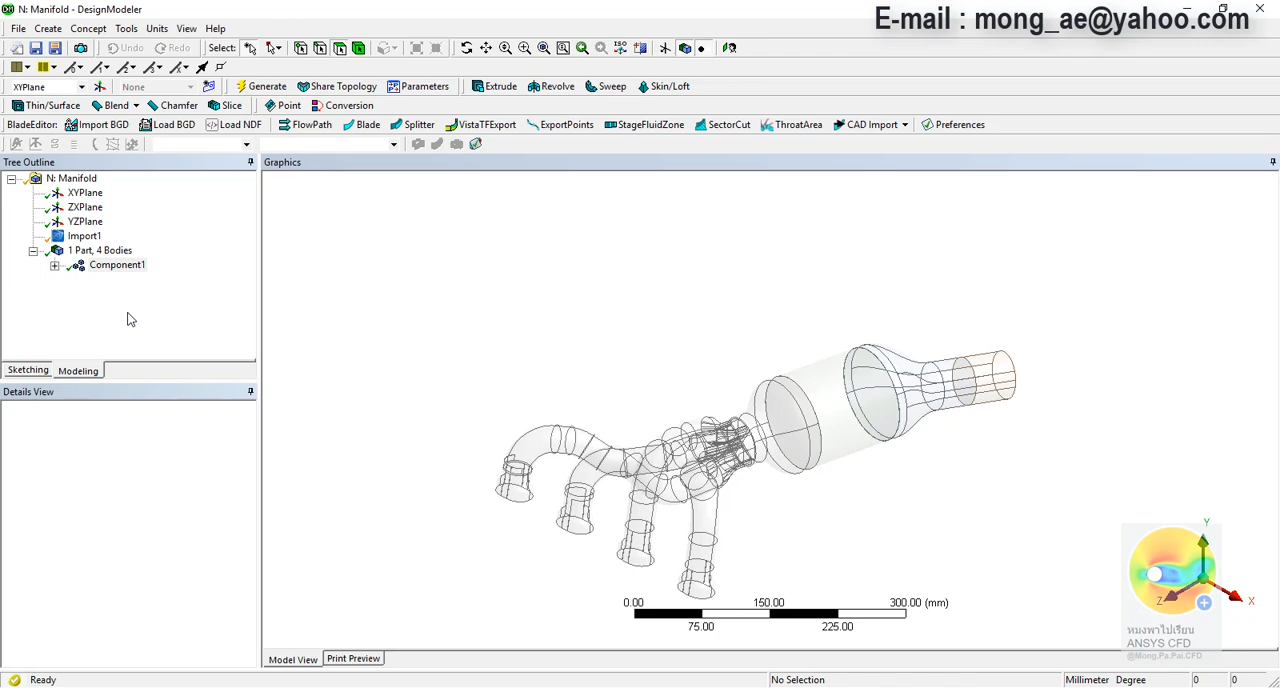 N: Manifold - DesignModeler
E-mail : mong_ae@yahoo.com
File Create Concept Tools Units View Help
Undo Redo Select:
XYPlane None Generate Share Topology Parameters Extrude Revolve Sweep Skin/Loft
Thin/Surface Blend Chamfer Slice Point Conversion
BladeEditor: Import BGD Load BGD Load NDF FlowPath Blade Splitter VistaTFExport ExportPoints StageFluidZone SectorCut ThroatArea CAD Import Preferences
Tree Outline
Graphics
N: Manifold
XYPlane
ZXPlane
YZPlane
Import1
1 Part, 4 Bodies
Component1
Sketching Modeling
Details View
0.00 150.00 300.00 (mm)
75.00 225.00
Y
Z
X
หมงพาไปเรียน
ANSYS CFD
@Mong.Pa.Pai.CFD
Model View Print Preview
Ready
No Selection
Millimeter Degree 0 0